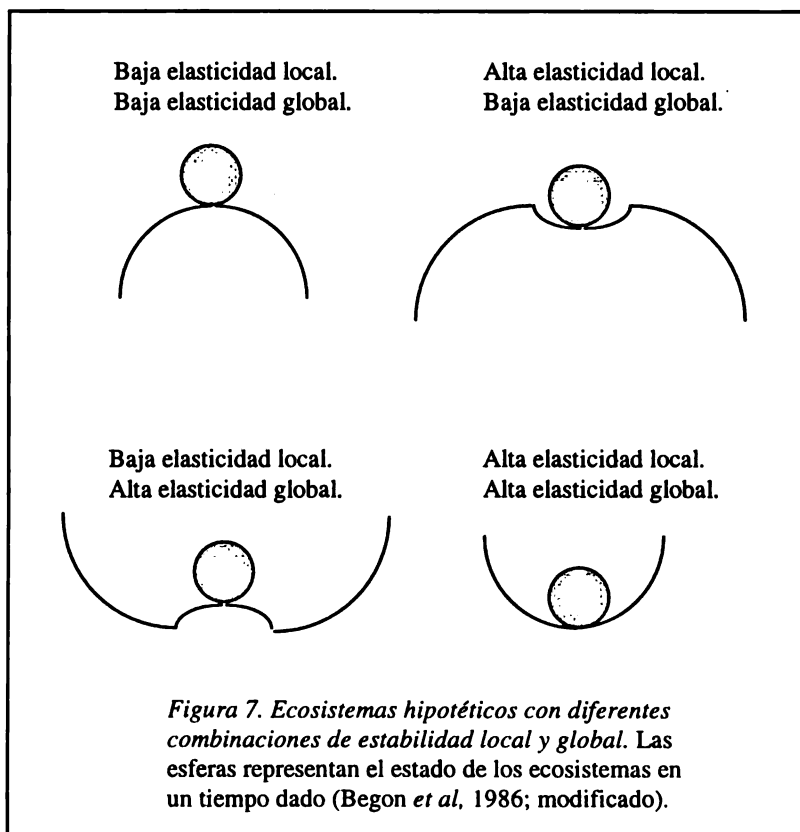 Baja elasticidad local.
Baja elasticidad global.
Alta elasticidad local.
Baja elasticidad global.
Baja elasticidad local.
Alta elasticidad global.
Alta elasticidad local.
Alta elasticidad global.
Figura 7. Ecosistemas hipotéticos con diferentes
combinaciones de estabilidad local y global. Las
esferas representan el estado de los ecosistemas en
un tiempo dado (Begon et al, 1986; modificado).